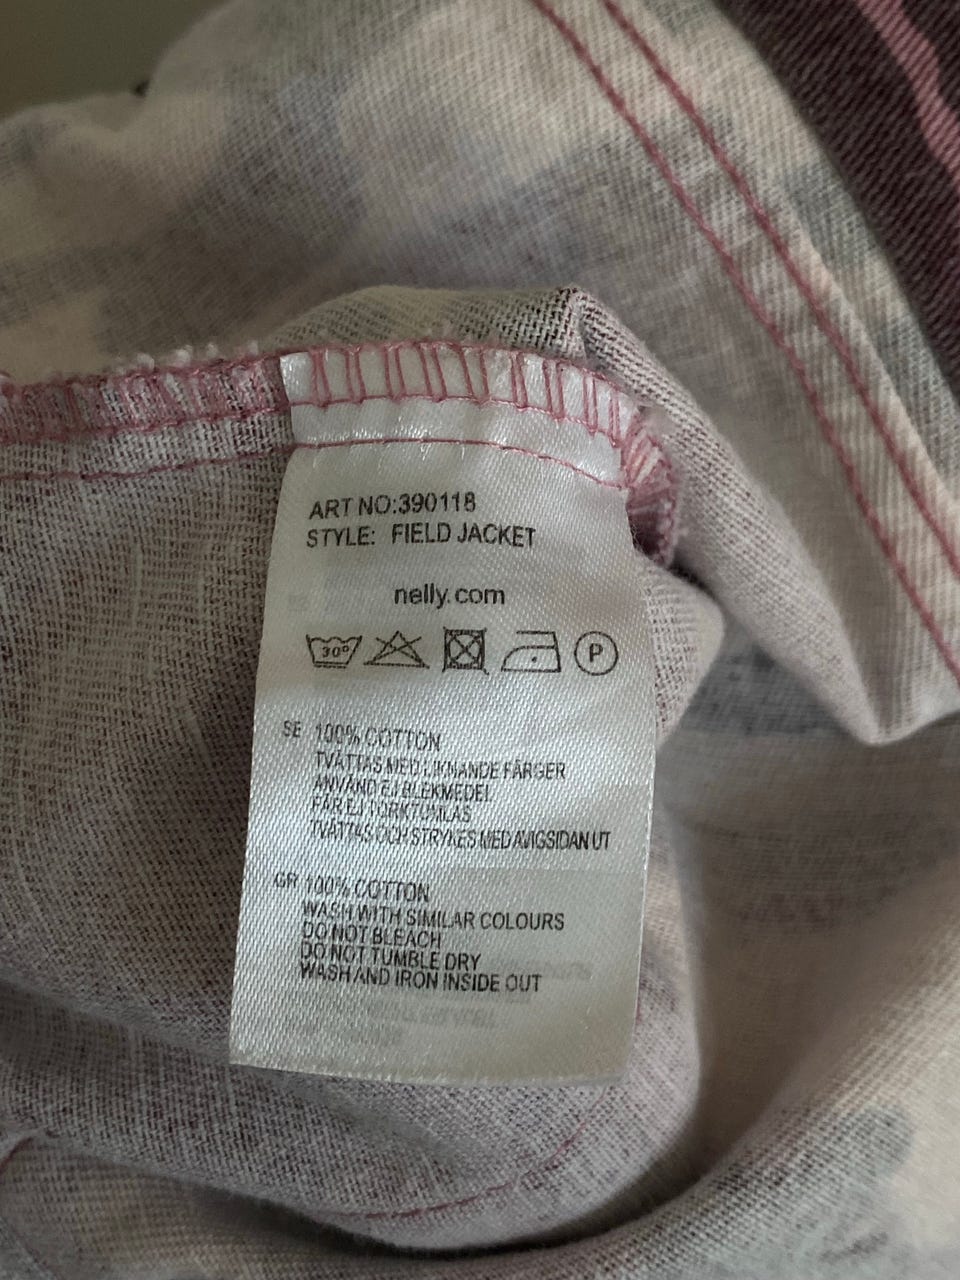 ART NO:390118
STYLE: FIELD JACKET
nelly.com
30°
P
SE 100% COTTON
TVÄTTAS MED LIKNANDE FÄRGER
ANVÄND EJ BLEKMEDEL
FÅR EJ TORKTUMLAS
TVÄTTAS OCH STRYKES MED AVIGSIDAN UT
GR 100% COTTON
WASH WITH SIMILAR COLOURS
DO NOT BLEACH
DO NOT TUMBLE DRY
WASH AND IRON INSIDE OUT